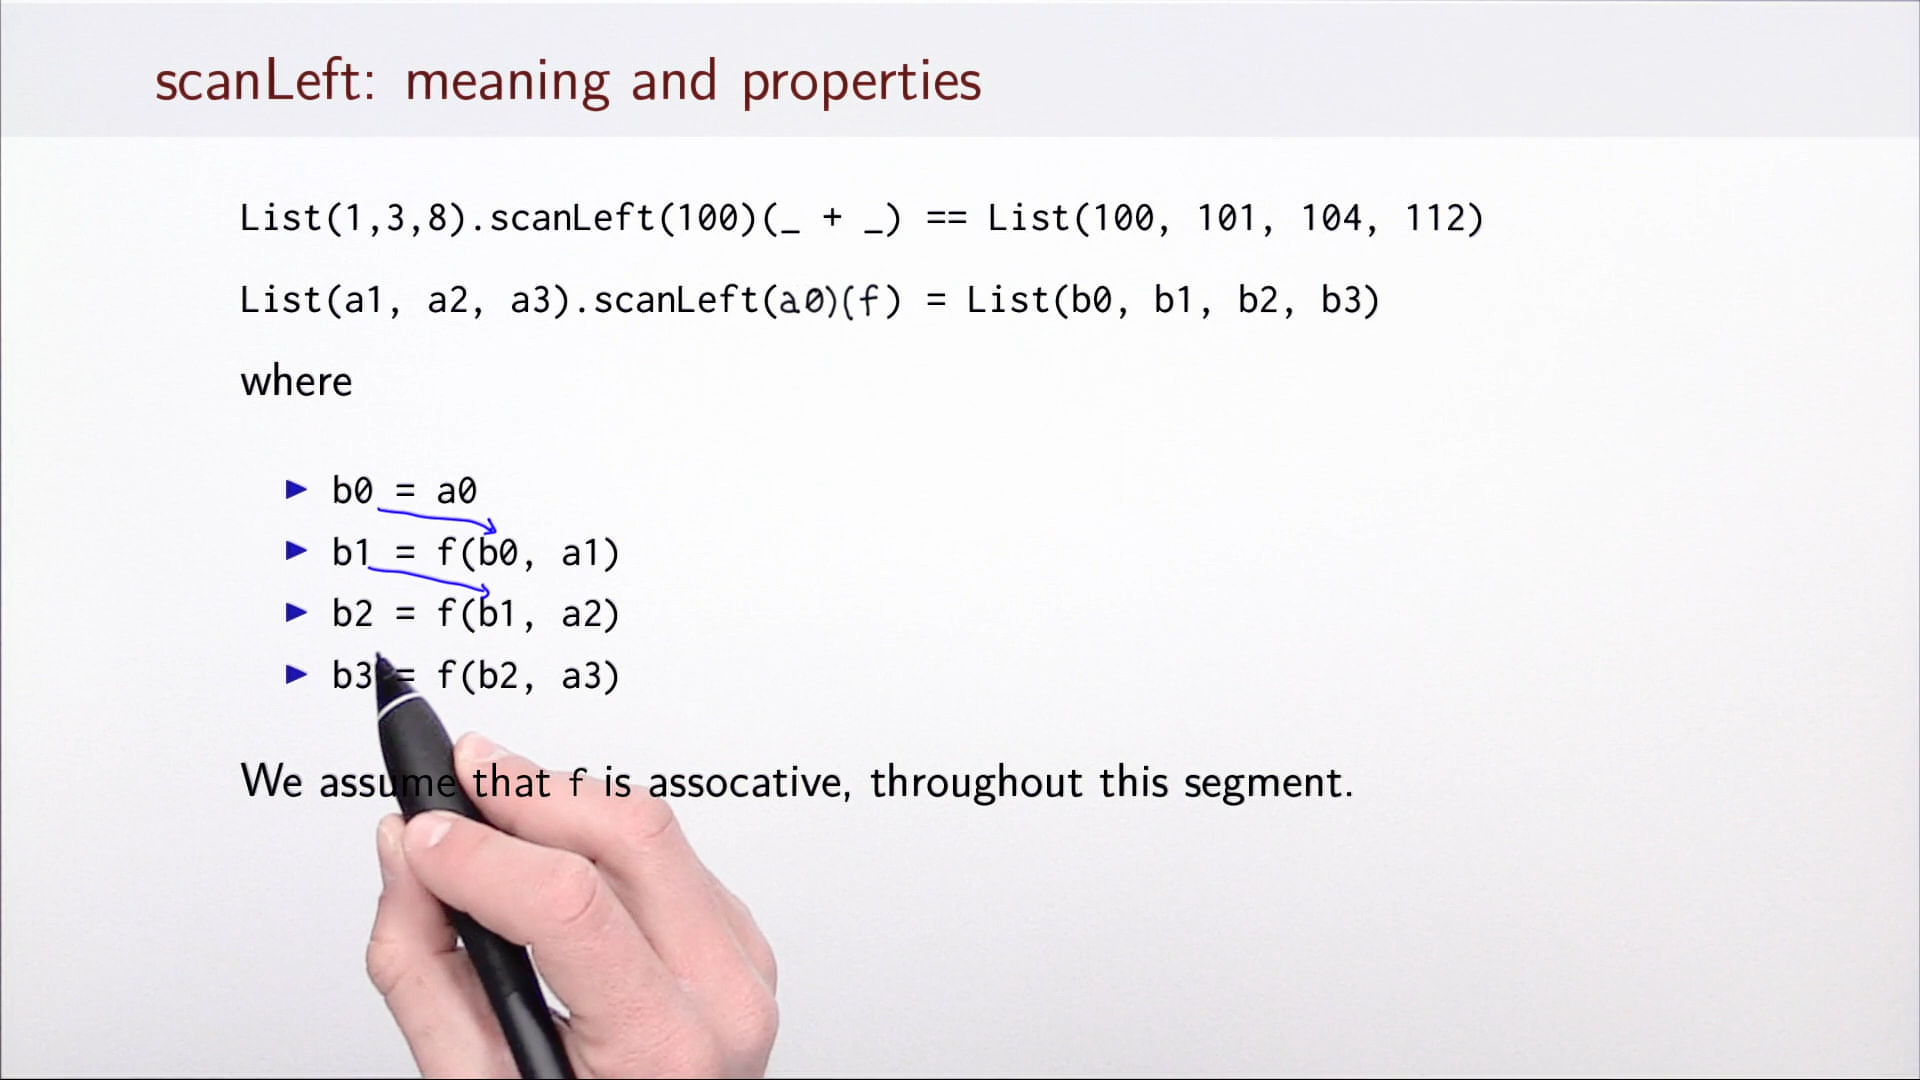 scanLeft: meaning and properties
List(1,3,8).scanLeft(100)(_ + _) == List(100, 101, 104, 112)
List(a1, a2, a3).scanLeft(a0)(f) = List(b0, b1, b2, b3)
where
▶ b0 = a0
▶ b1 = f(b0, a1)
▶ b2 = f(b1, a2)
▶ b3 = f(b2, a3)
We assume that f is assocative, throughout this segment.